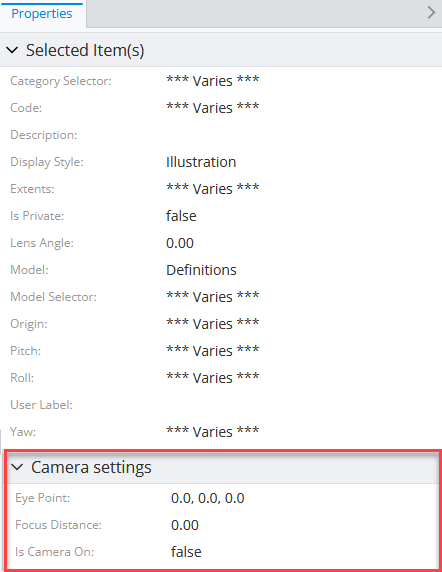 Properties
Selected Item(s)
Category Selector: *** Varies ***
Code: *** Varies ***
Description:
Display Style: Illustration
Extents: *** Varies ***
Is Private: false
Lens Angle: 0.00
Model: Definitions
Model Selector: *** Varies ***
Origin: *** Varies ***
Pitch: *** Varies ***
Roll: *** Varies ***
User Label:
Yaw: *** Varies ***
Camera settings
Eye Point: 0.0, 0.0, 0.0
Focus Distance: 0.00
Is Camera On: false